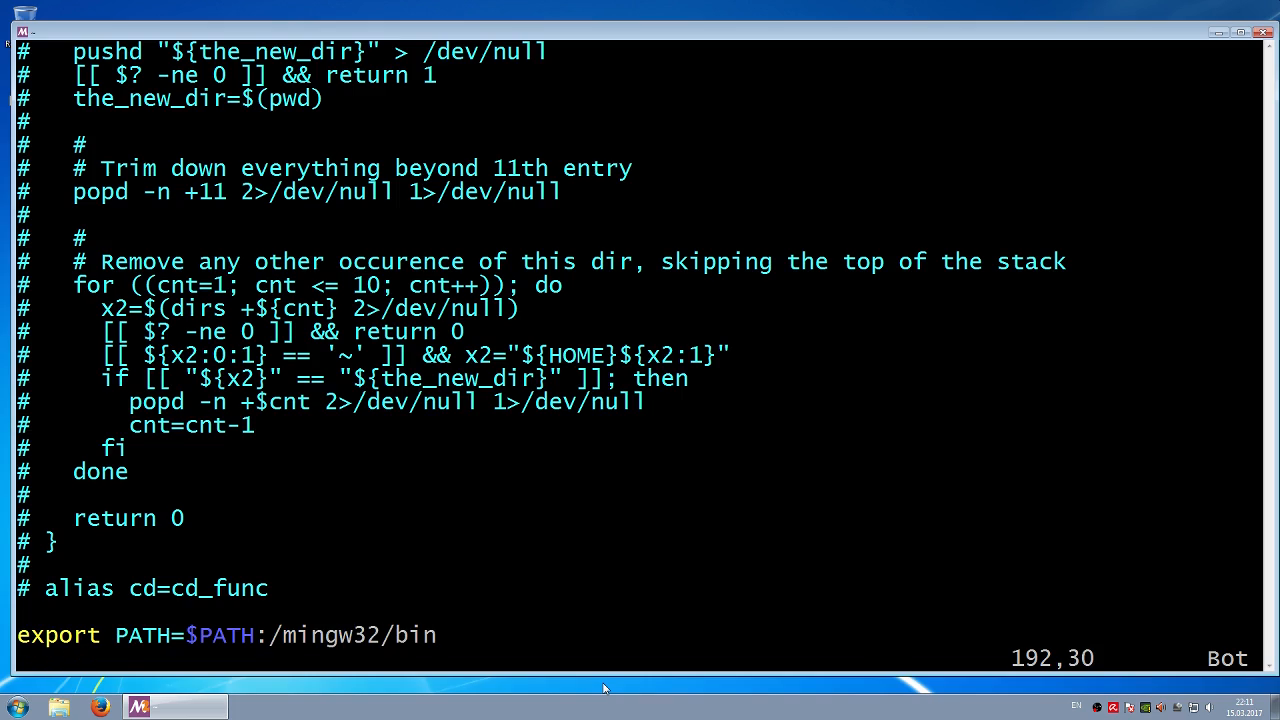 ~
#   pushd "${the_new_dir}" > /dev/null
#   [[ $? -ne 0 ]] && return 1
#   the_new_dir=$(pwd)
#
#   #
#   # Trim down everything beyond 11th entry
#   popd -n +11 2>/dev/null 1>/dev/null
#
#   #
#   # Remove any other occurence of this dir, skipping the top of the stack
#   for ((cnt=1; cnt <= 10; cnt++)); do
#     x2=$(dirs +${cnt} 2>/dev/null)
#     [[ $? -ne 0 ]] && return 0
#     [[ ${x2:0:1} == '~' ]] && x2="${HOME}${x2:1}"
#     if [[ "${x2}" == "${the_new_dir}" ]]; then
#       popd -n +$cnt 2>/dev/null 1>/dev/null
#       cnt=cnt-1
#     fi
#   done
#
#   return 0
# }
#
# alias cd=cd_func
export PATH=$PATH:/mingw32/bin
192,30 Bot
~
EN
22:11
15.03.2017